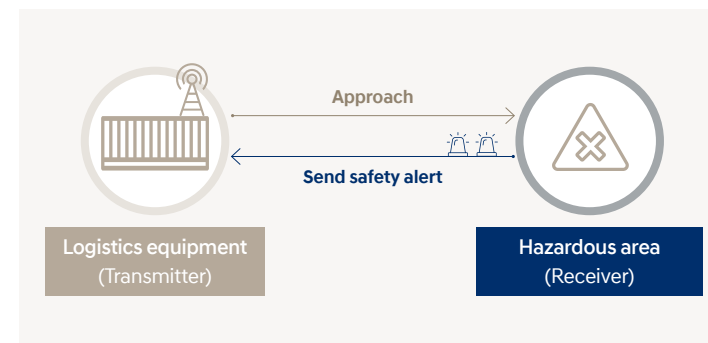 Approach
Send safety alert
Logistics equipment
(Transmitter)
Hazardous area
(Receiver)